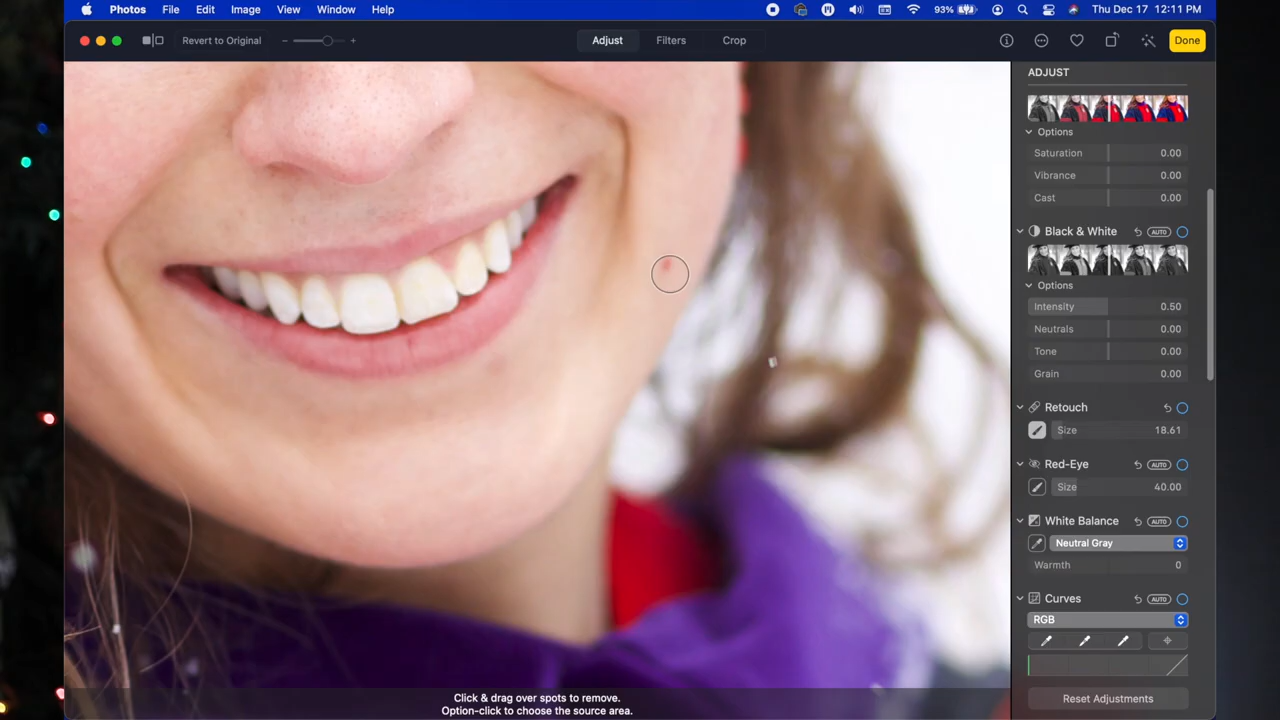 Photos File Edit Image View Window Help 93% Thu Dec 17 12:11 PM
Revert to Original - + Adjust Filters Crop Done
ADJUST
Options
Saturation 0.00
Vibrance 0.00
Cast 0.00
Black & White AUTO
Options
Intensity 0.50
Neutrals 0.00
Tone 0.00
Grain 0.00
Retouch
Size 18.61
Red-Eye AUTO
Size 40.00
White Balance AUTO
Neutral Gray
Warmth 0
Curves AUTO
RGB
Reset Adjustments
Click & drag over spots to remove.
Option-click to choose the source area.